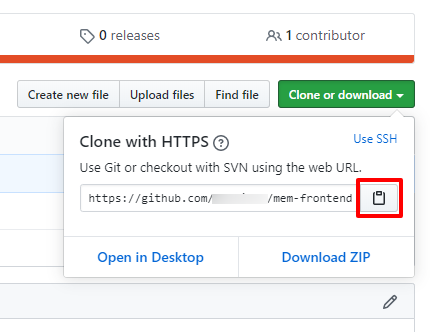 0 releases
1 contributor
Create new file
Upload files
Find file
Clone or download
Clone with HTTPS ?
Use SSH
Use Git or checkout with SVN using the web URL.
https://github.com/ /mem-frontend
Open in Desktop
Download ZIP